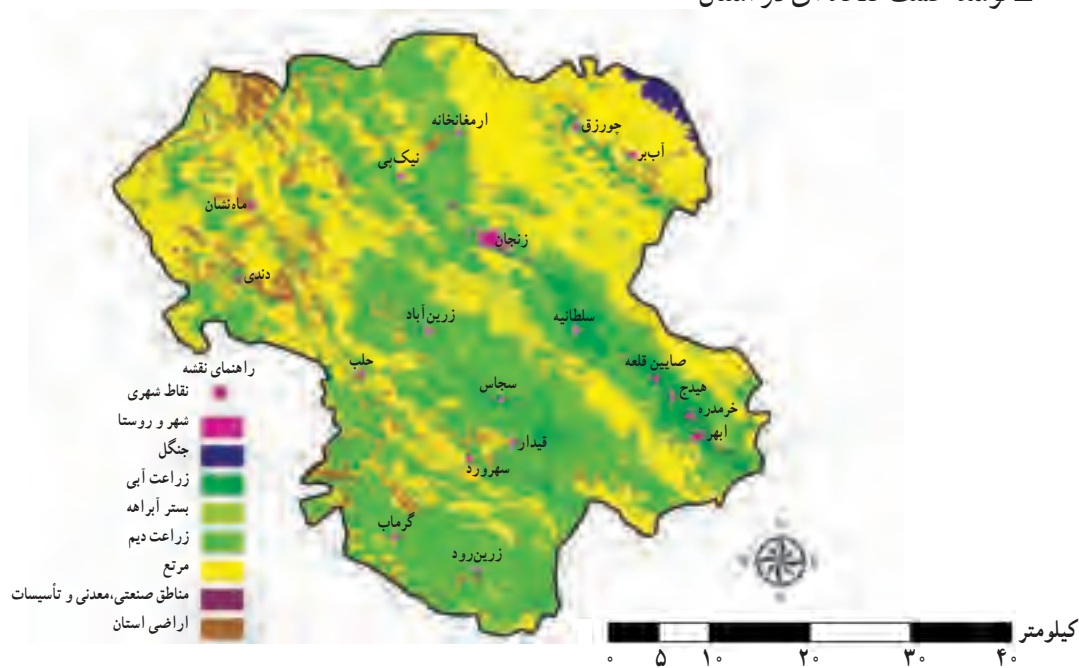 ارمغانخانه
چورزق
آب‌بر
نیک‌بی
ماه‌نشان
زنجان
دندی
زرین‌آباد
سلطانیه
حلب
صایین قلعه
سجاس
هیدج
خرمدره
ابهر
قیدار
سهرورد
گرماب
زرین‌رود
راهنمای نقشه
نقاط شهری
شهر و روستا
جنگل
زراعت آبی
بستر آبراهه
زراعت دیم
مرتع
مناطق صنعتی،معدنی و تأسیسات
اراضی استان
کیلومتر
۰ ۵ ۱۰ ۲۰ ۳۰ ۴۰